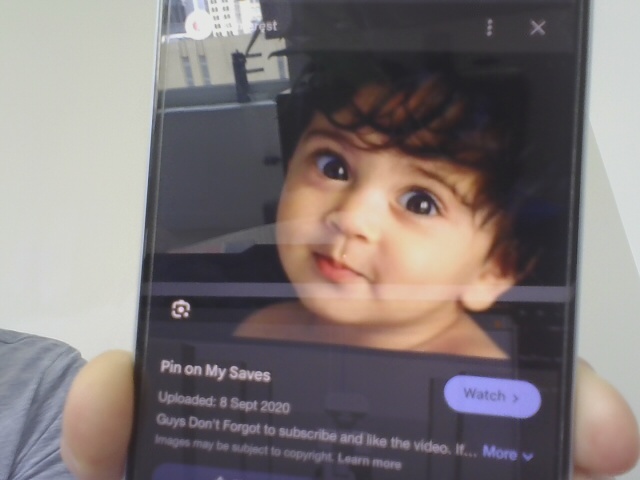 Pin on My Saves
Watch >
Uploaded: 8 Sept 2020
Guys Don't Forgot to subscribe and like the video. If... More
Images may be subject to copyright. Learn more